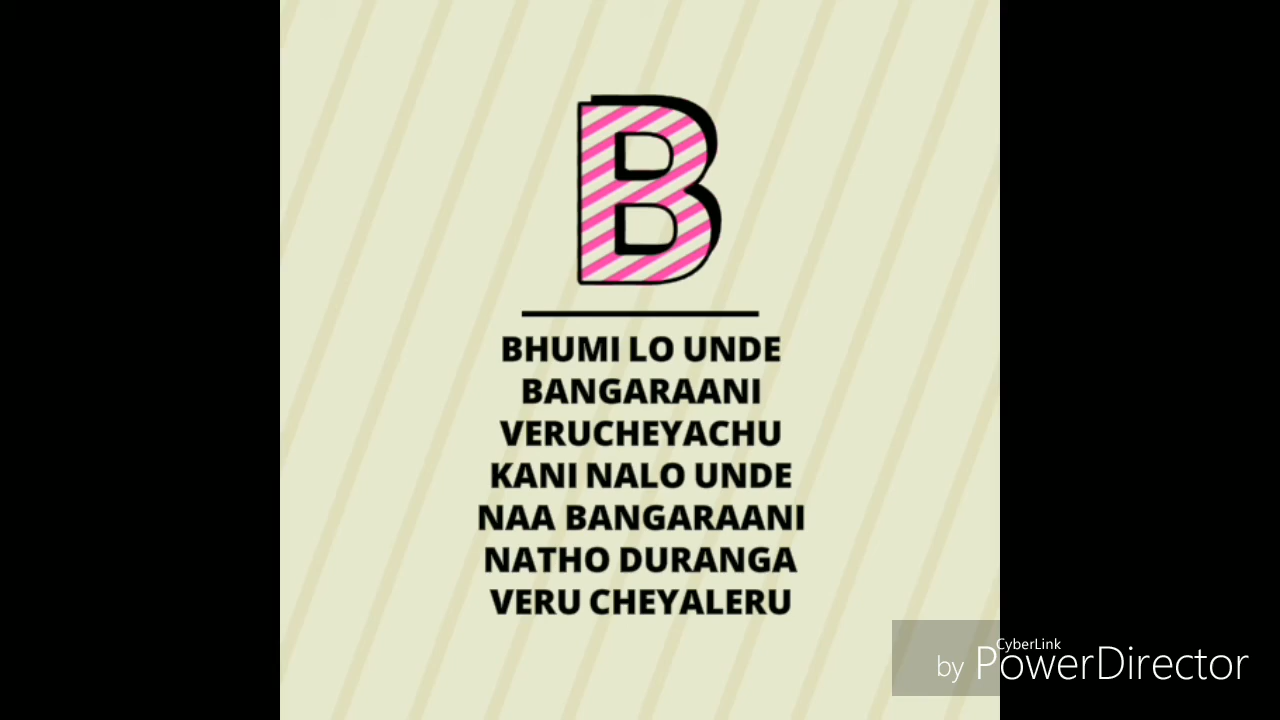 B
BHUMI LO UNDE
BANGARAANI
VERUCHEYACHU
KANI NALO UNDE
NAA BANGARAANI
NATHO DURANGA
VERU CHEYALERU
CyberLink
by PowerDirector